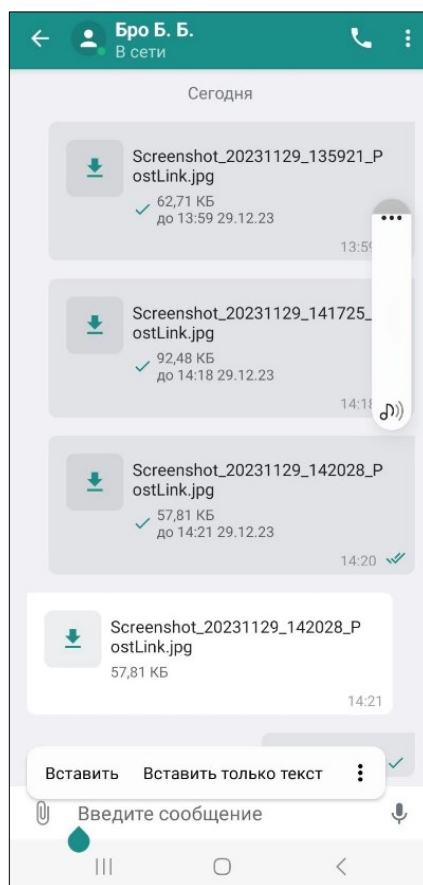 Бро Б. Б.
В сети
Сегодня
Screenshot_20231129_135921_P
ostLink.jpg
62,71 КБ
до 13:59 29.12.23
13:59
Screenshot_20231129_141725_
ostLink.jpg
92,48 КБ
до 14:18 29.12.23
14:18
Screenshot_20231129_142028_P
ostLink.jpg
57,81 КБ
до 14:21 29.12.23
14:20
Screenshot_20231129_142028_P
ostLink.jpg
57,81 КБ
14:21
Вставить Вставить только текст
Введите сообщение